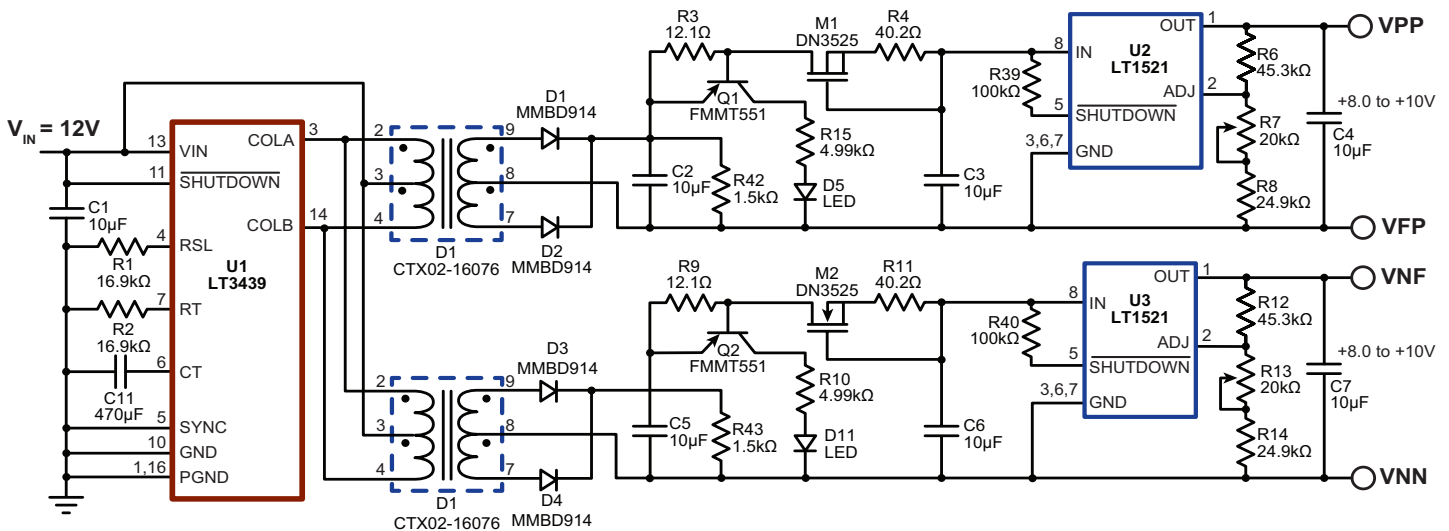 V_IN = 12V
C1
10µF
R1
16.9kΩ
R2
16.9kΩ
C11
470µF
13
11
4
7
6
5
10
1,16
VIN
SHUTDOWN
RSL
RT
CT
SYNC
GND
PGND
COLA
COLB
U1
LT3439
3
14
2
3
4
9
8
7
D1
CTX02-16076
D1
MMBD914
D2
MMBD914
R3
12.1Ω
Q1
FMMT551
M1
DN3525
R4
40.2Ω
C2
10µF
R42
1.5kΩ
R15
4.99kΩ
D5
LED
C3
10µF
R39
100kΩ
8
5
3,6,7
IN
SHUTDOWN
GND
U2
LT1521
OUT
ADJ
1
2
R6
45.3kΩ
R7
20kΩ
R8
24.9kΩ
+8.0 to +10V
C4
10µF
VPP
VFP
2
3
4
9
8
7
D1
CTX02-16076
D3
MMBD914
D4
MMBD914
R9
12.1Ω
Q2
FMMT551
M2
DN3525
R11
40.2Ω
C5
10µF
R43
1.5kΩ
R10
4.99kΩ
D11
LED
C6
10µF
R40
100kΩ
8
5
3,6,7
IN
SHUTDOWN
GND
U3
LT1521
OUT
ADJ
1
2
R12
45.3kΩ
R13
20kΩ
R14
24.9kΩ
+8.0 to +10V
C7
10µF
VNF
VNN